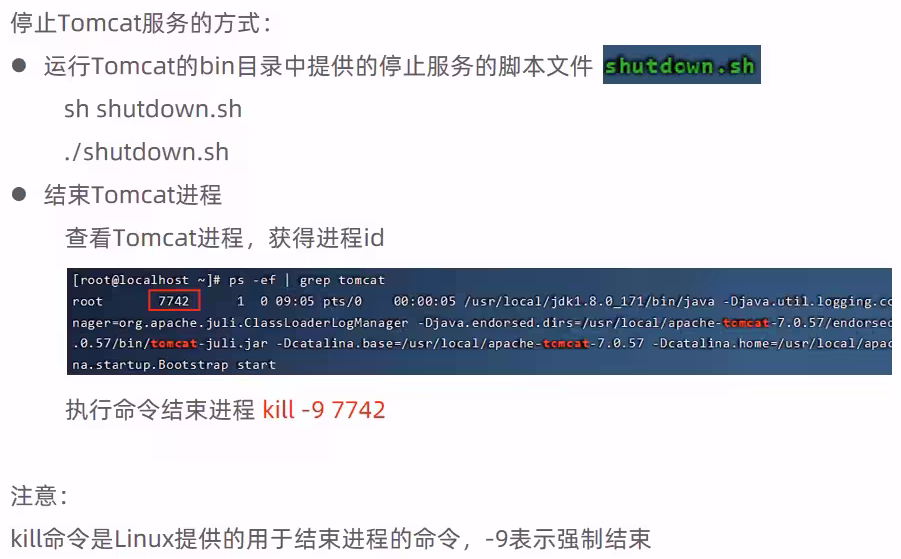 停止Tomcat服务的方式：
● 运行Tomcat的bin目录中提供的停止服务的脚本文件 shutdown.sh
sh shutdown.sh
./shutdown.sh
● 结束Tomcat进程
查看Tomcat进程，获得进程id
[root@localhost ~]# ps -ef | grep tomcat
root 7742 1 0 09:05 pts/0 00:00:05 /usr/local/jdk1.8.0_171/bin/java -Djava.util.logging.co
nager=org.apache.juli.ClassLoaderLogManager -Djava.endorsed.dirs=/usr/local/apache-tomcat-7.0.57/endorsed
.0.57/bin/tomcat-juli.jar -Dcatalina.base=/usr/local/apache-tomcat-7.0.57 -Dcatalina.home=/usr/local/apac
na.startup.Bootstrap start
执行命令结束进程 kill -9 7742
注意：
kill命令是Linux提供的用于结束进程的命令，-9表示强制结束